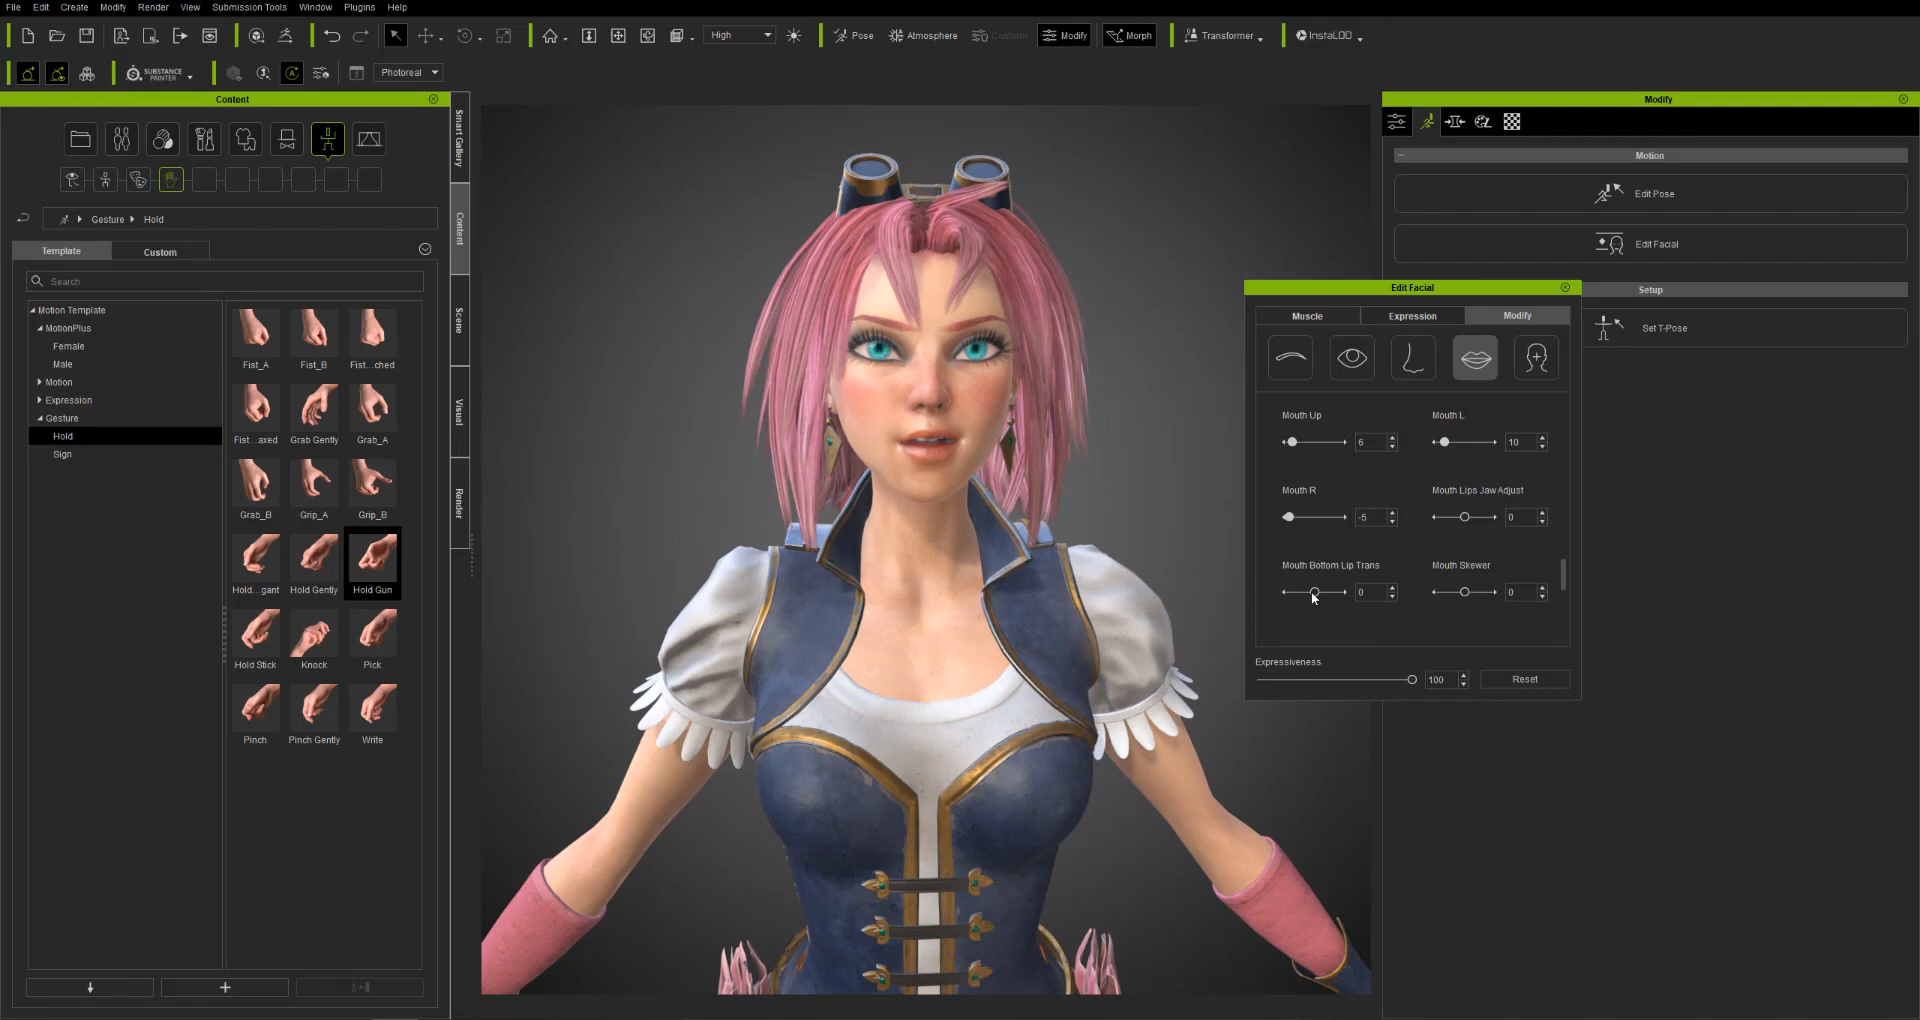 File Edit Create Modify Render View Submission Tools Window Plugins Help
High Pose Atmosphere Conform Modify Morph Transformer InstaLOD
SUBSTANCE PAINTER Photoreal
Content
Smart Gallery
Content
Scene
Visual
Render
Gesture Hold
Template Custom
Search
Motion Template
MotionPlus
Female
Male
Motion
Expression
Gesture
Hold
Sign
Fist_A Fist_B Fist...ched
Fist...axed Grab Gently Grab_A
Grab_B Grip_A Grip_B
Hold...gant Hold Gently Hold Gun
Hold Stick Knock Pick
Pinch Pinch Gently Write
Modify
Motion
Edit Pose
Edit Facial
Setup
Set T-Pose
Edit Facial
Muscle Expression Modify
Mouth Up Mouth L
6 10
Mouth R Mouth Lips Jaw Adjust
-5 0
Mouth Bottom Lip Trans Mouth Skewer
0 0
Expressiveness
100 Reset